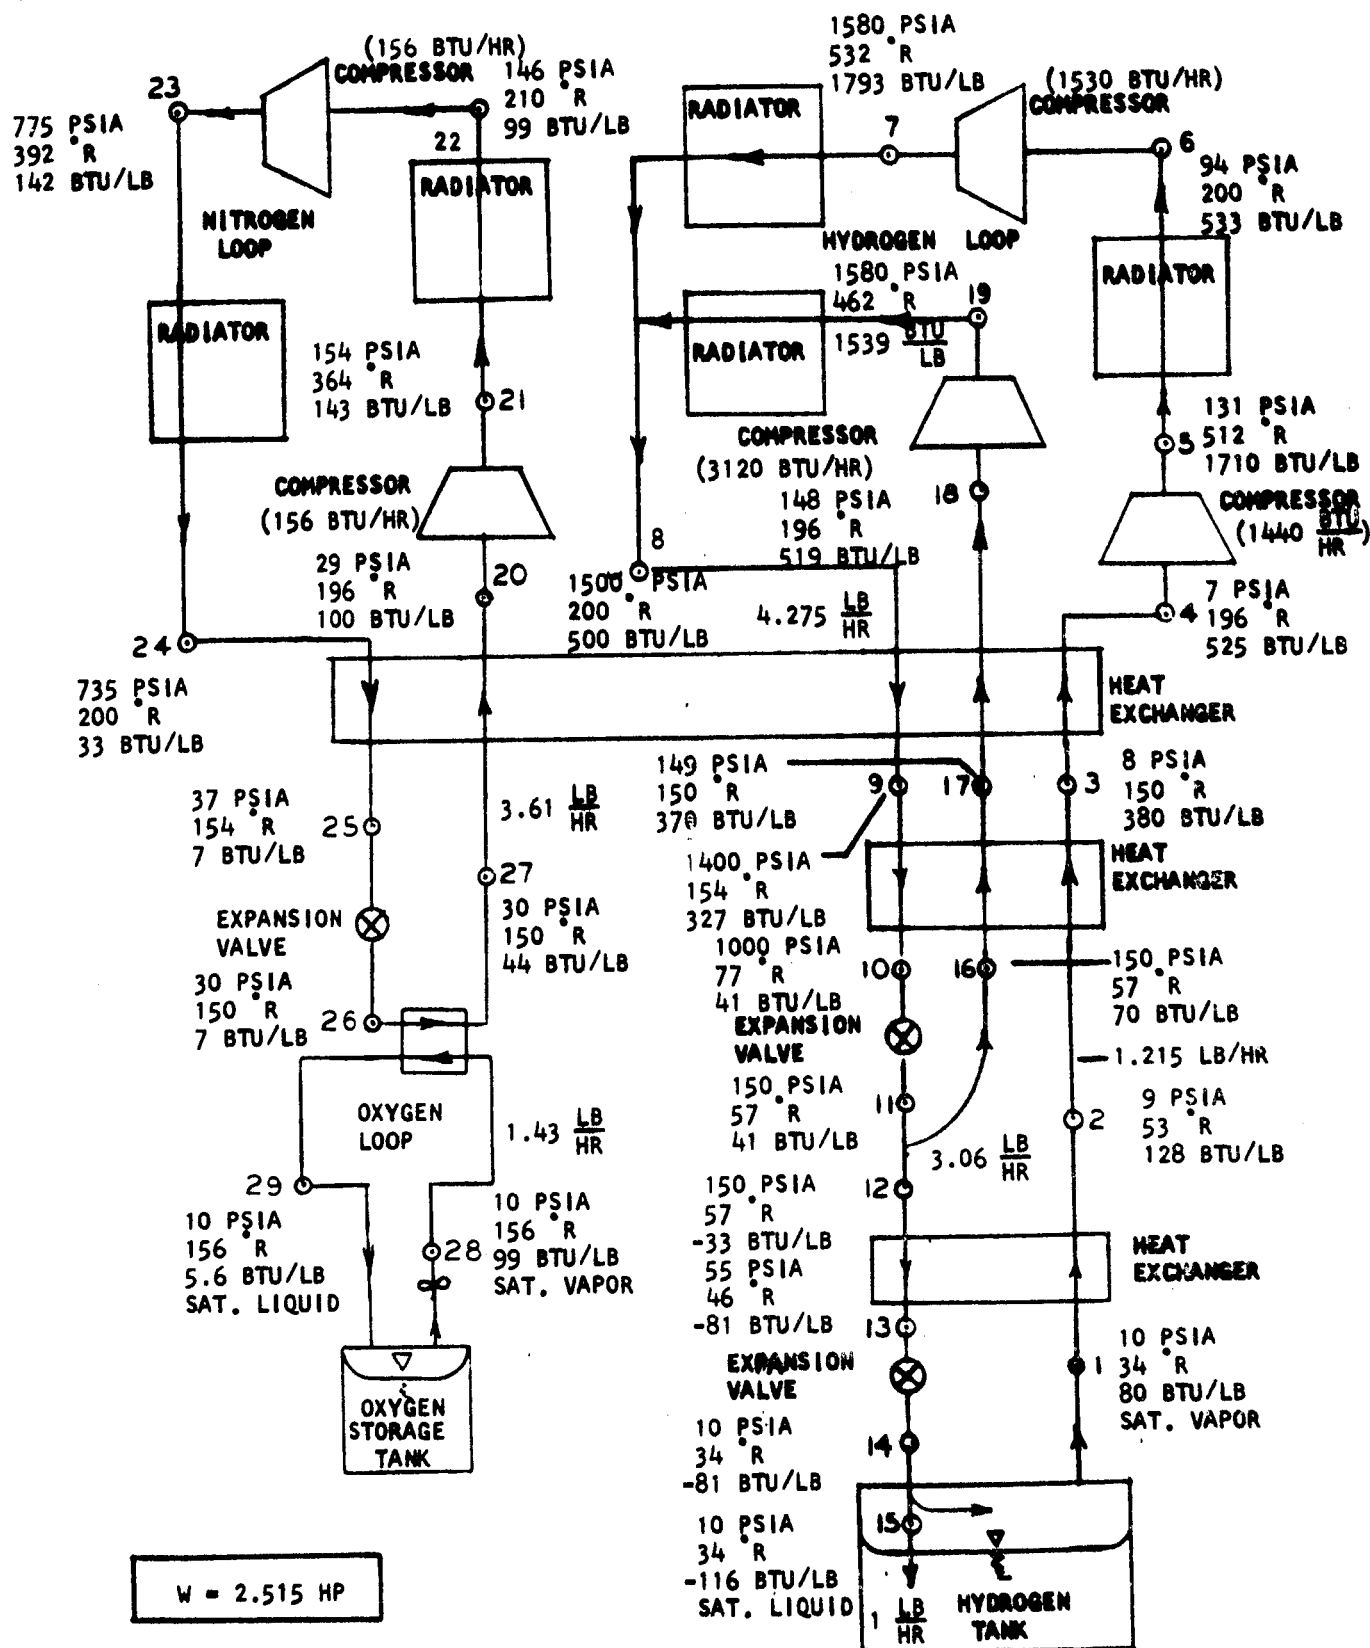 (156 BTU/HR)
COMPRESSOR
146 PSIA
210 °R
99 BTU/LB
23
22
775 PSIA
392 °R
142 BTU/LB
RADIATOR
NITROGEN
LOOP
RADIATOR
154 PSIA
364 °R
143 BTU/LB
21
COMPRESSOR
(156 BTU/HR)
29 PSIA
196 °R
100 BTU/LB
20
24
735 PSIA
200 °R
33 BTU/LB
1580 PSIA
532 °R
1793 BTU/LB
(1530 BTU/HR)
COMPRESSOR
RADIATOR
7
6
94 PSIA
200 °R
533 BTU/LB
HYDROGEN LOOP
1580 PSIA
462 °R
1539 BTU
LB
19
RADIATOR
RADIATOR
131 PSIA
512 °R
1710 BTU/LB
5
COMPRESSOR
(3120 BTU/HR)
148 PSIA
196 °R
519 BTU/LB
18
COMPRESSOR
(1440 BTU
HR)
8
1500 PSIA
200 °R
500 BTU/LB
4.275 LB
HR
4
7 PSIA
196 °R
525 BTU/LB
HEAT
EXCHANGER
37 PSIA
154 °R
7 BTU/LB
25
3.61 LB
HR
27
30 PSIA
150 °R
44 BTU/LB
EXPANSION
VALVE
30 PSIA
150 °R
7 BTU/LB
26
149 PSIA
150 °R
370 BTU/LB
9
17
3
8 PSIA
150 °R
380 BTU/LB
1400 PSIA
154 °R
327 BTU/LB
HEAT
EXCHANGER
1000 PSIA
77 °R
41 BTU/LB
10
16
150 PSIA
57 °R
70 BTU/LB
EXPANSION
VALVE
1.215 LB/HR
150 PSIA
57 °R
41 BTU/LB
11
2
9 PSIA
53 °R
128 BTU/LB
3.06 LB
HR
OXYGEN
LOOP
1.43 LB
HR
29
10 PSIA
156 °R
5.6 BTU/LB
SAT. LIQUID
28
10 PSIA
156 °R
99 BTU/LB
SAT. VAPOR
12
150 PSIA
57 °R
-33 BTU/LB
HEAT
EXCHANGER
55 PSIA
46 °R
-81 BTU/LB
13
EXPANSION
VALVE
1
10 PSIA
34 °R
80 BTU/LB
SAT. VAPOR
OXYGEN
STORAGE
TANK
10 PSIA
34 °R
-81 BTU/LB
14
10 PSIA
34 °R
-116 BTU/LB
SAT. LIQUID
15
1 LB
HR
HYDROGEN
TANK
W = 2.515 HP